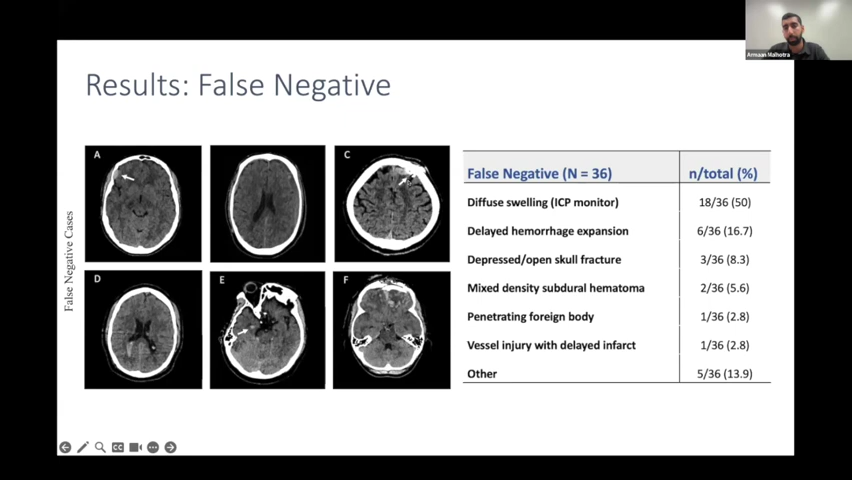 Armaan Malhotra
Results: False Negative
False Negative Cases
A
C
D
E
F
False Negative (N = 36) n/total (%)
Diffuse swelling (ICP monitor) 18/36 (50)
Delayed hemorrhage expansion 6/36 (16.7)
Depressed/open skull fracture 3/36 (8.3)
Mixed density subdural hematoma 2/36 (5.6)
Penetrating foreign body 1/36 (2.8)
Vessel injury with delayed infarct 1/36 (2.8)
Other 5/36 (13.9)
CC